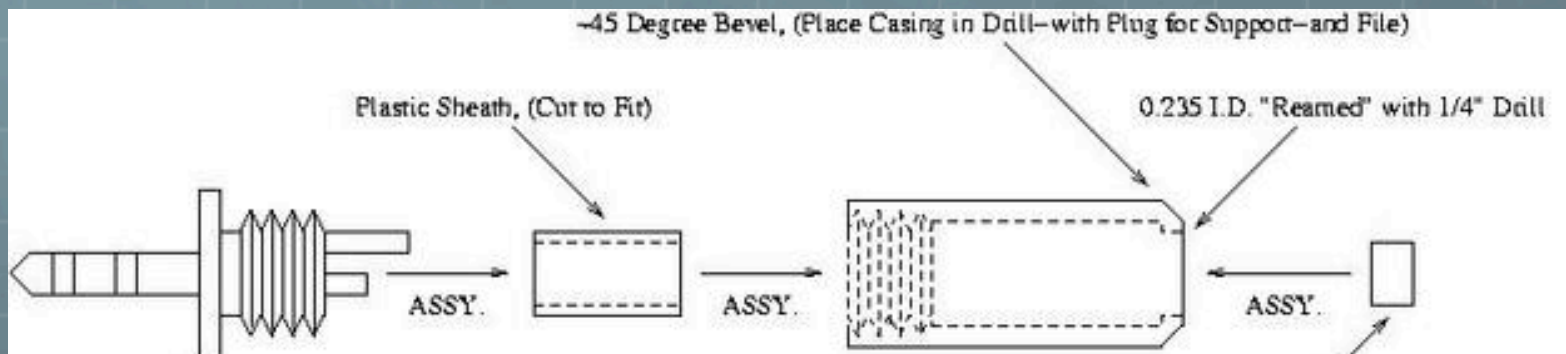 ~45 Degree Bevel, (Place Casing in Drill–with Plug for Support–and File)
Plastic Sheath, (Cut to Fit)
0.235 I.D. "Reamed" with 1/4" Drill
ASSY.
ASSY.
ASSY.